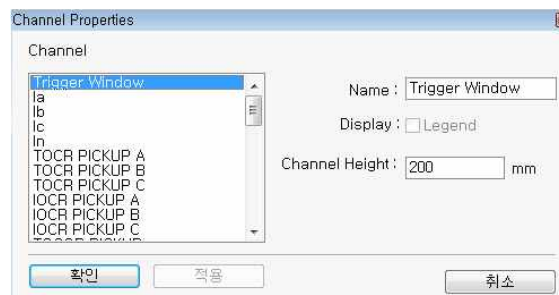 Channel Properties
Channel
Trigger Window
Ia
Ib
Ic
In
TOCR PICKUP A
TOCR PICKUP B
TOCR PICKUP C
IOCR PICKUP A
IOCR PICKUP B
IOCR PICKUP C
Name : Trigger Window
Display : Legend
Channel Height : 200 mm
확인 적용 취소